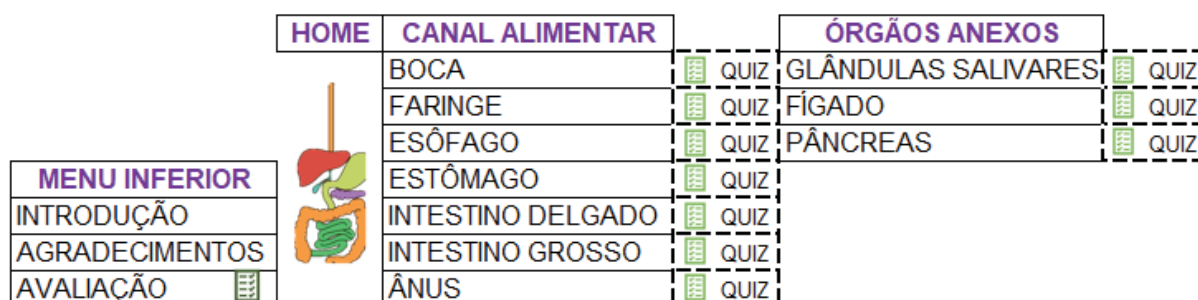 HOME CANAL ALIMENTAR ÓRGÃOS ANEXOS
BOCA QUIZ GLÂNDULAS SALIVARES QUIZ
FARINGE QUIZ FÍGADO QUIZ
ESÔFAGO QUIZ PÂNCREAS QUIZ
MENU INFERIOR ESTÔMAGO QUIZ
INTRODUÇÃO INTESTINO DELGADO QUIZ
AGRADECIMENTOS INTESTINO GROSSO QUIZ
AVALIAÇÃO ÂNUS QUIZ